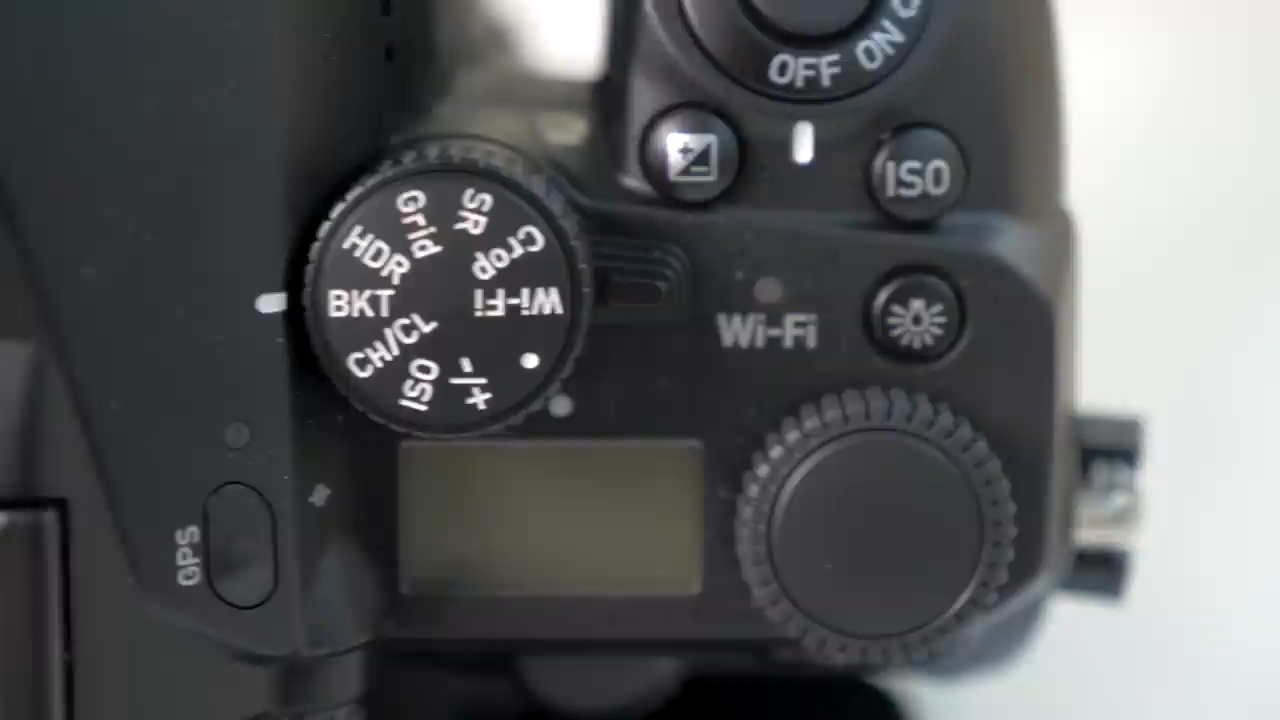 OFF ON
ISO
Grid
SR
Crop
HDR
BKT
Wi-Fi
CH/CL
ISO
+/-
Wi-Fi
GPS